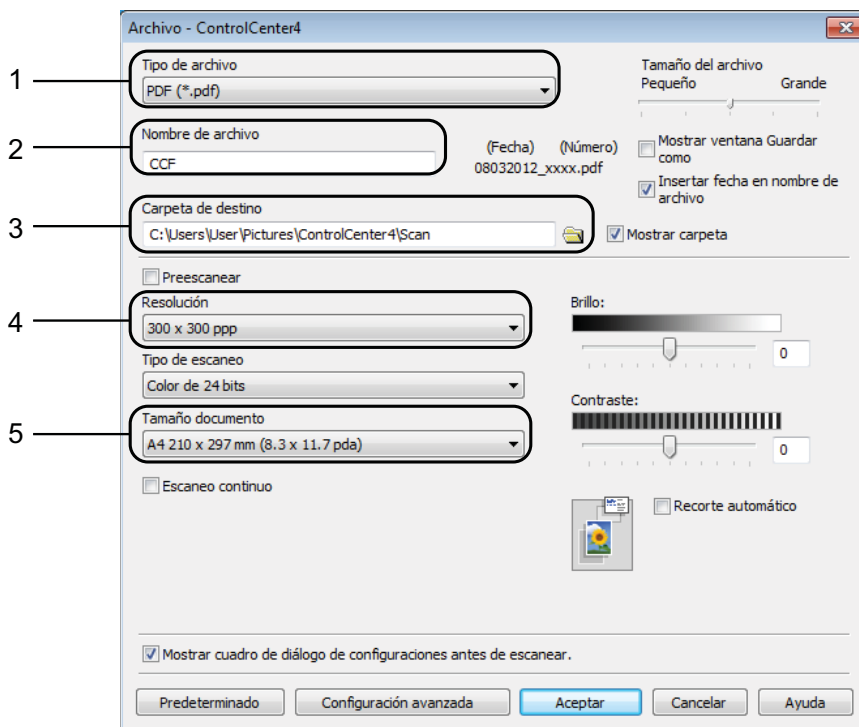 Archivo - ControlCenter4
1
Tipo de archivo
PDF (*.pdf)
Tamaño del archivo
Pequeño Grande
2
Nombre de archivo
CCF
(Fecha) (Número)
08032012_xxxx.pdf
Mostrar ventana Guardar
como
Insertar fecha en nombre de
archivo
3
Carpeta de destino
C:\Users\User\Pictures\ControlCenter4\Scan
Mostrar carpeta
Preescanear
4
Resolución
300 x 300 ppp
Brillo:
0
Tipo de escaneo
Color de 24 bits
Contraste:
0
5
Tamaño documento
A4 210 x 297 mm (8.3 x 11.7 pda)
Escaneo continuo
Recorte automático
Mostrar cuadro de diálogo de configuraciones antes de escanear.
Predeterminado Configuración avanzada Aceptar Cancelar Ayuda